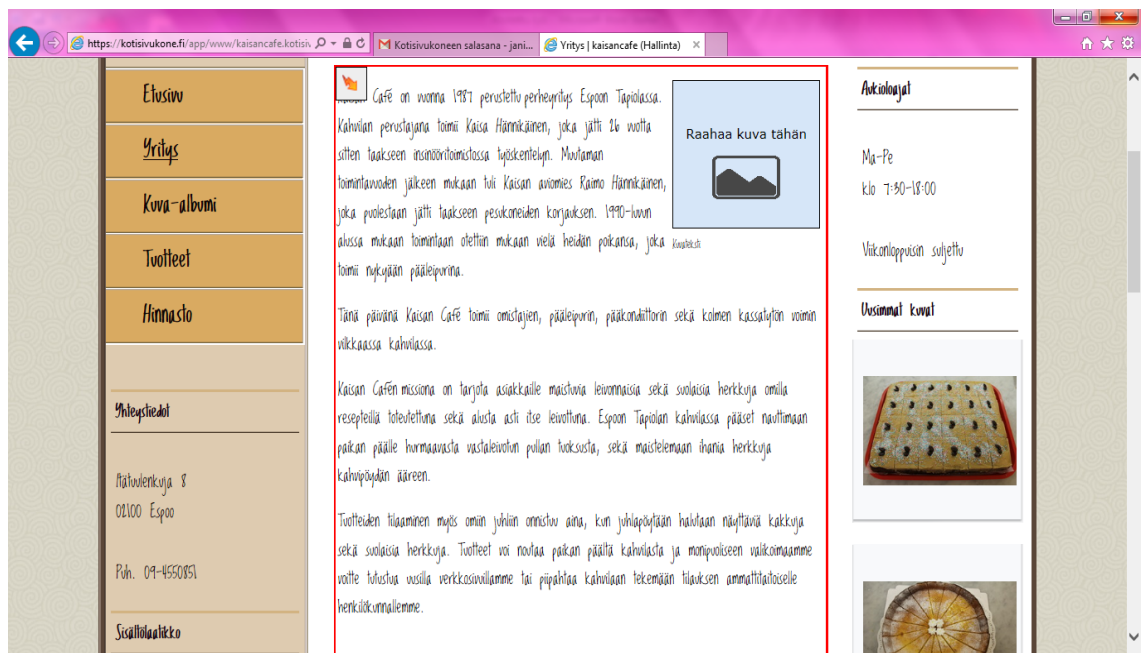 https://kotisivukone.fi/app/www/kaisancafe.kotisiv
Kotisivukoneen salasana - jani...
Yritys | kaisancafe (Hallinta)
Etusivu
Yritys
Kuva-albumi
Tuotteet
Hinnasto
Yhteystiedot
02100 Espoo
Puh. 09-4550851
Sisältölaatikko
Kaisan Café on vuonna 1987 perustettu perheyritys Espoon Tapiolassa.
Kahvilan perustajana toimii Kaisa Hännikäinen, joka jätti 26 vuotta
sitten taakseen insinööritoimistossa työskentelyn. Muutaman
toimintavuoden jälkeen mukaan tuli Kaisan aviomies Raimo Hännikäinen,
joka puolestaan jätti taakseen pesukoneiden korjauksen. 1990-luvun
alussa mukaan toimintaan otettiin mukaan vielä heidän poikansa, joka
toimii nykyään pääleipurina.
Raahaa kuva tähän
Kuvateksti
Tänä päivänä Kaisan Café toimii omistajien, pääleipurin, pääkondiittorin sekä kolmen kassatytön voimin
vilkkaassa kahvilassa.
Kaisan Cafén missiona on tarjota asiakkaille maistuvia leivonnaisia sekä suolaisia herkkuja omilla
resepteillä toteutettuna sekä alusta asti itse leivottuna. Espoon Tapiolan kahvilassa pääset nauttimaan
paikan päälle hurmaavasta vastaleivotun pullan tuoksusta, sekä maistelemaan ihania herkkuja
kahvipöydän ääreen.
Tuotteiden tilaaminen myös omiin juhliin onnistuu aina, kun juhlapöytään halutaan näyttäviä kakkuja
sekä suolaisia herkkuja. Tuotteet voi noutaa paikan päältä kahvilasta ja monipuoliseen valikoimaamme
voitte tutustua uusilla verkkosivuillamme tai piipahtaa kahvilaan tekemään tilauksen ammattitaitoiselle
henkilökunnallemme.
Aukioloajat
Ma-Pe
klo 7:30-18:00
Viikonloppuisin suljettu
Uusimmat kuvat